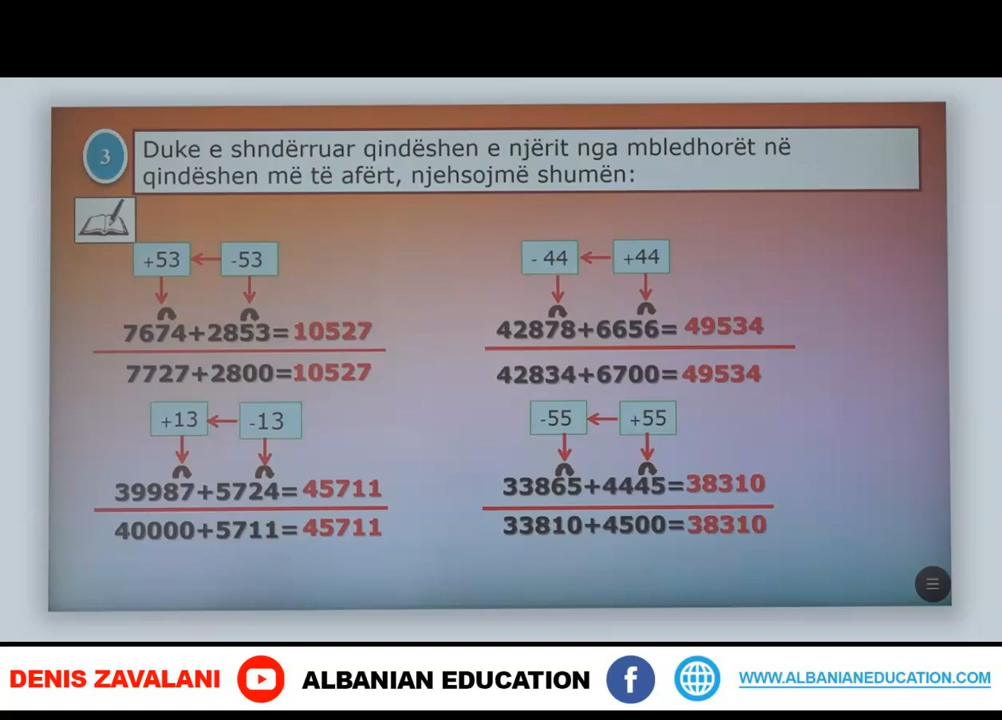 3
Duke e shndërruar qindëshen e njërit nga mbledhorët në
qindëshen më të afërt, njehsojmë shumën:
+53 -53
7674+2853=10527
7727+2800=10527
- 44 +44
42878+6656= 49534
42834+6700=49534
+13 -13
39987+5724=45711
40000+5711=45711
-55 +55
33865+4445=38310
33810+4500=38310
DENIS ZAVALANI
ALBANIAN EDUCATION
f
WWW.ALBANIANEDUCATION.COM